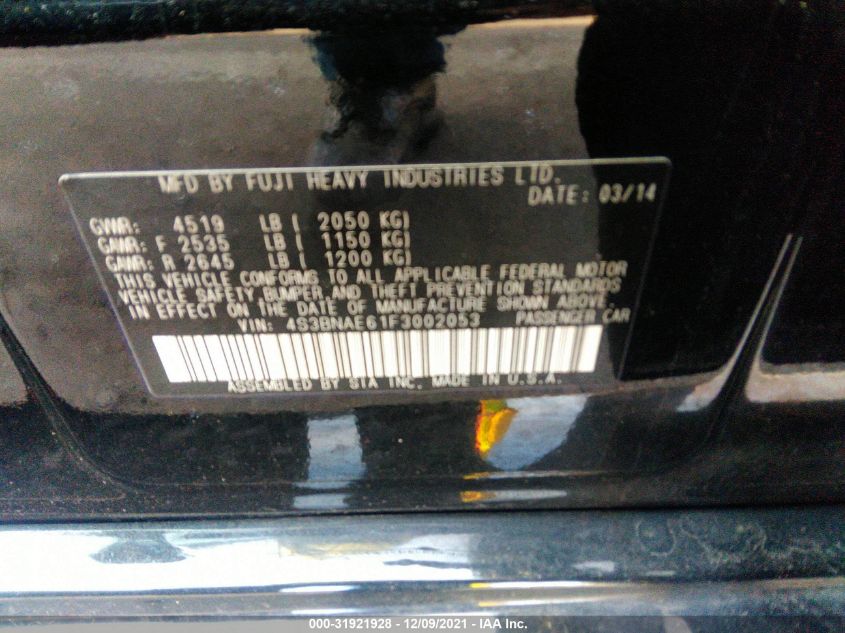 MFD BY FUJI HEAVY INDUSTRIES LTD.
DATE: 03/14
GVWR: 4519 LB ( 2050 KG)
GAWR: F 2535 LB ( 1150 KG)
GAWR: R 2645 LB ( 1200 KG)
THIS VEHICLE CONFORMS TO ALL APPLICABLE FEDERAL MOTOR
VEHICLE SAFETY, BUMPER, AND THEFT PREVENTION STANDARDS
IN EFFECT ON THE DATE OF MANUFACTURE SHOWN ABOVE.
VIN: 4S3BNAE61F3002053 PASSENGER CAR
ASSEMBLED BY SIA INC. MADE IN U.S.A.
000-31921928 - 12/09/2021 - IAA Inc.